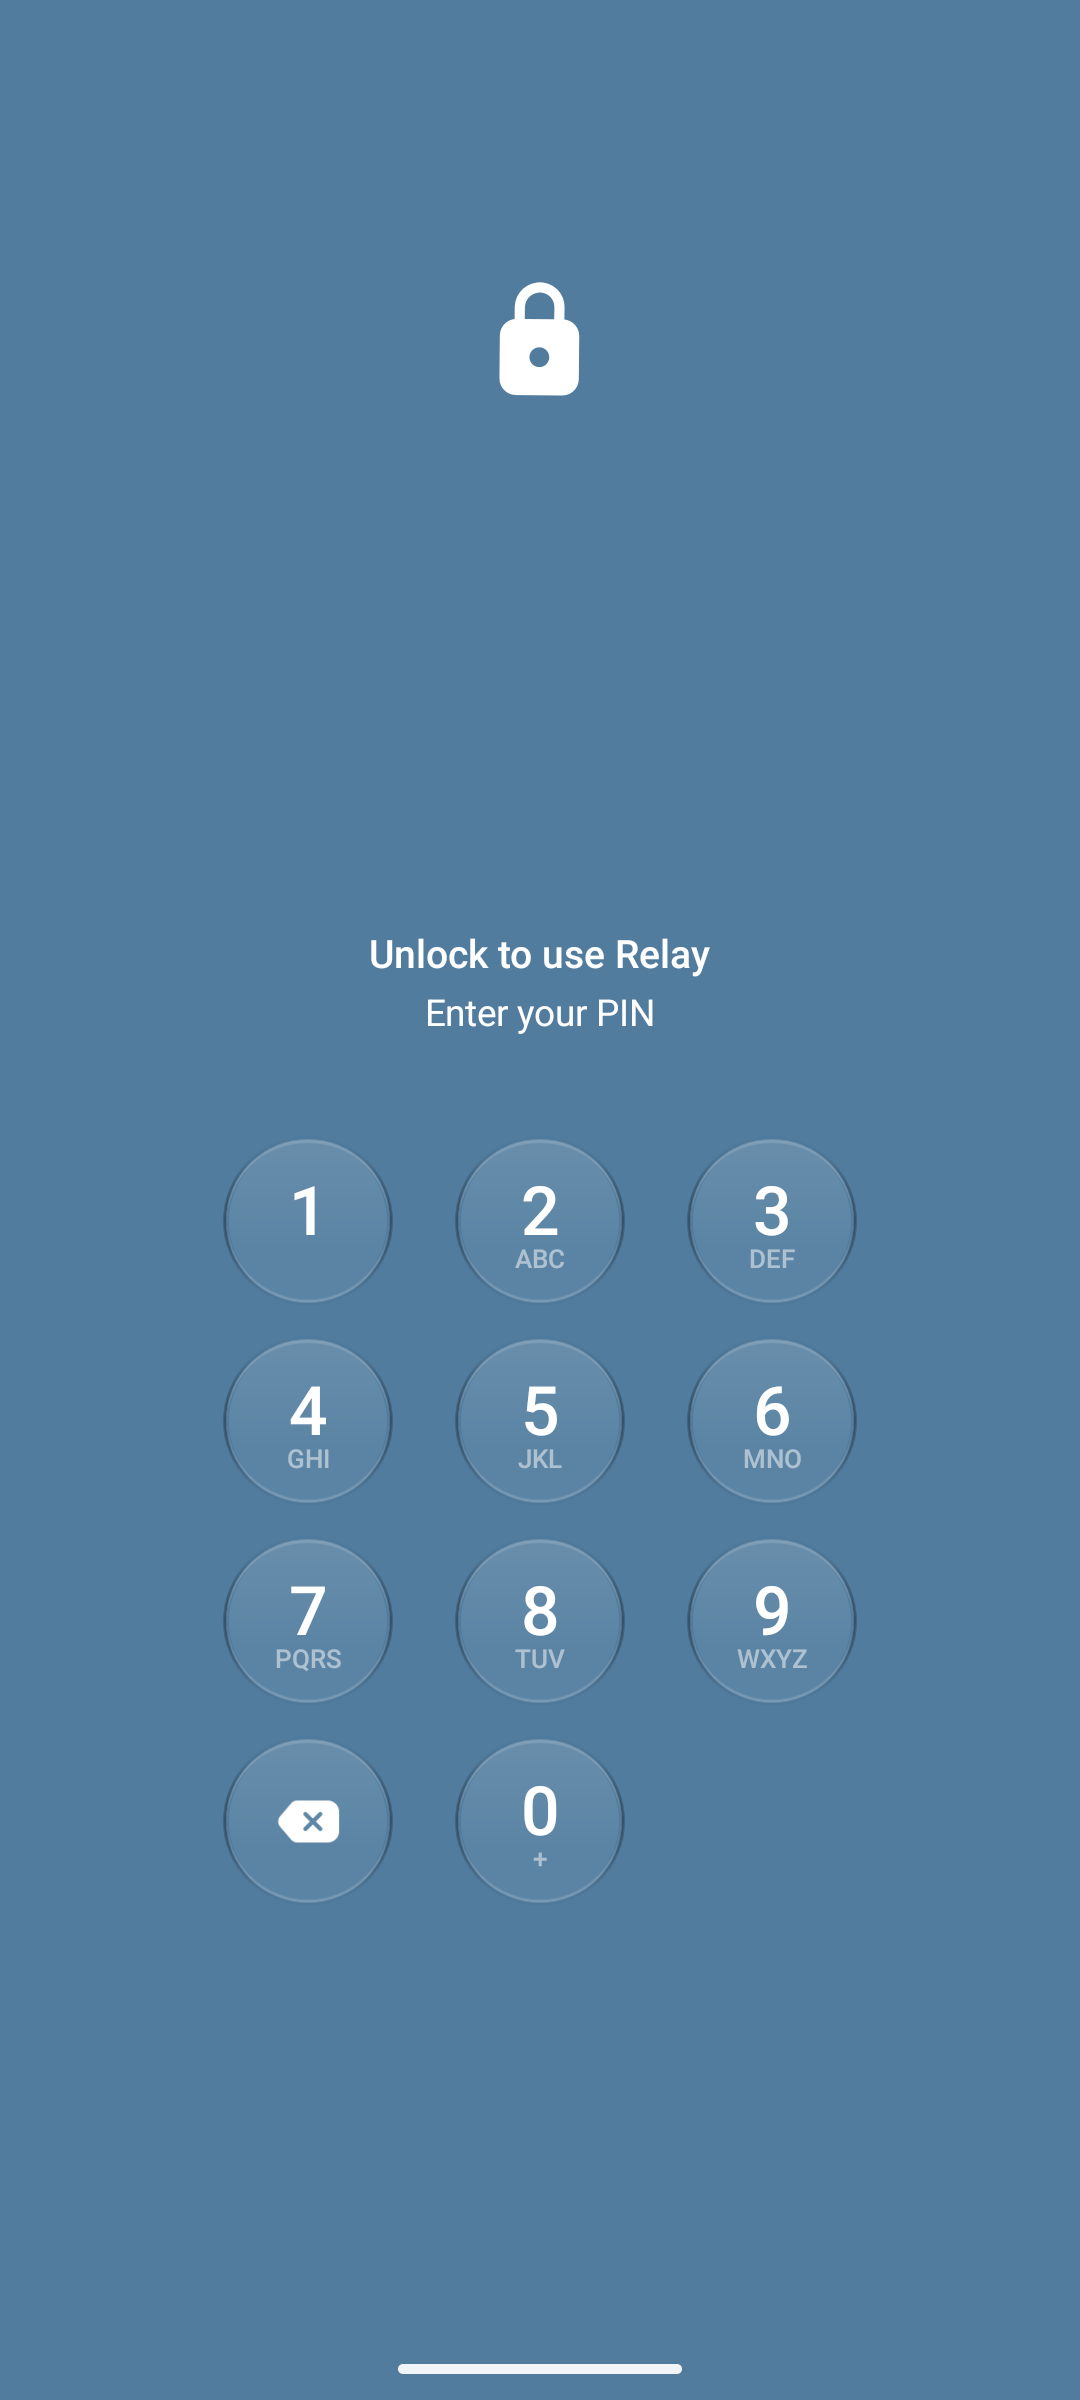 Unlock to use Relay
Enter your PIN
1 2 3
ABC DEF
4 5 6
GHI JKL MNO
7 8 9
PQRS TUV WXYZ
0
+